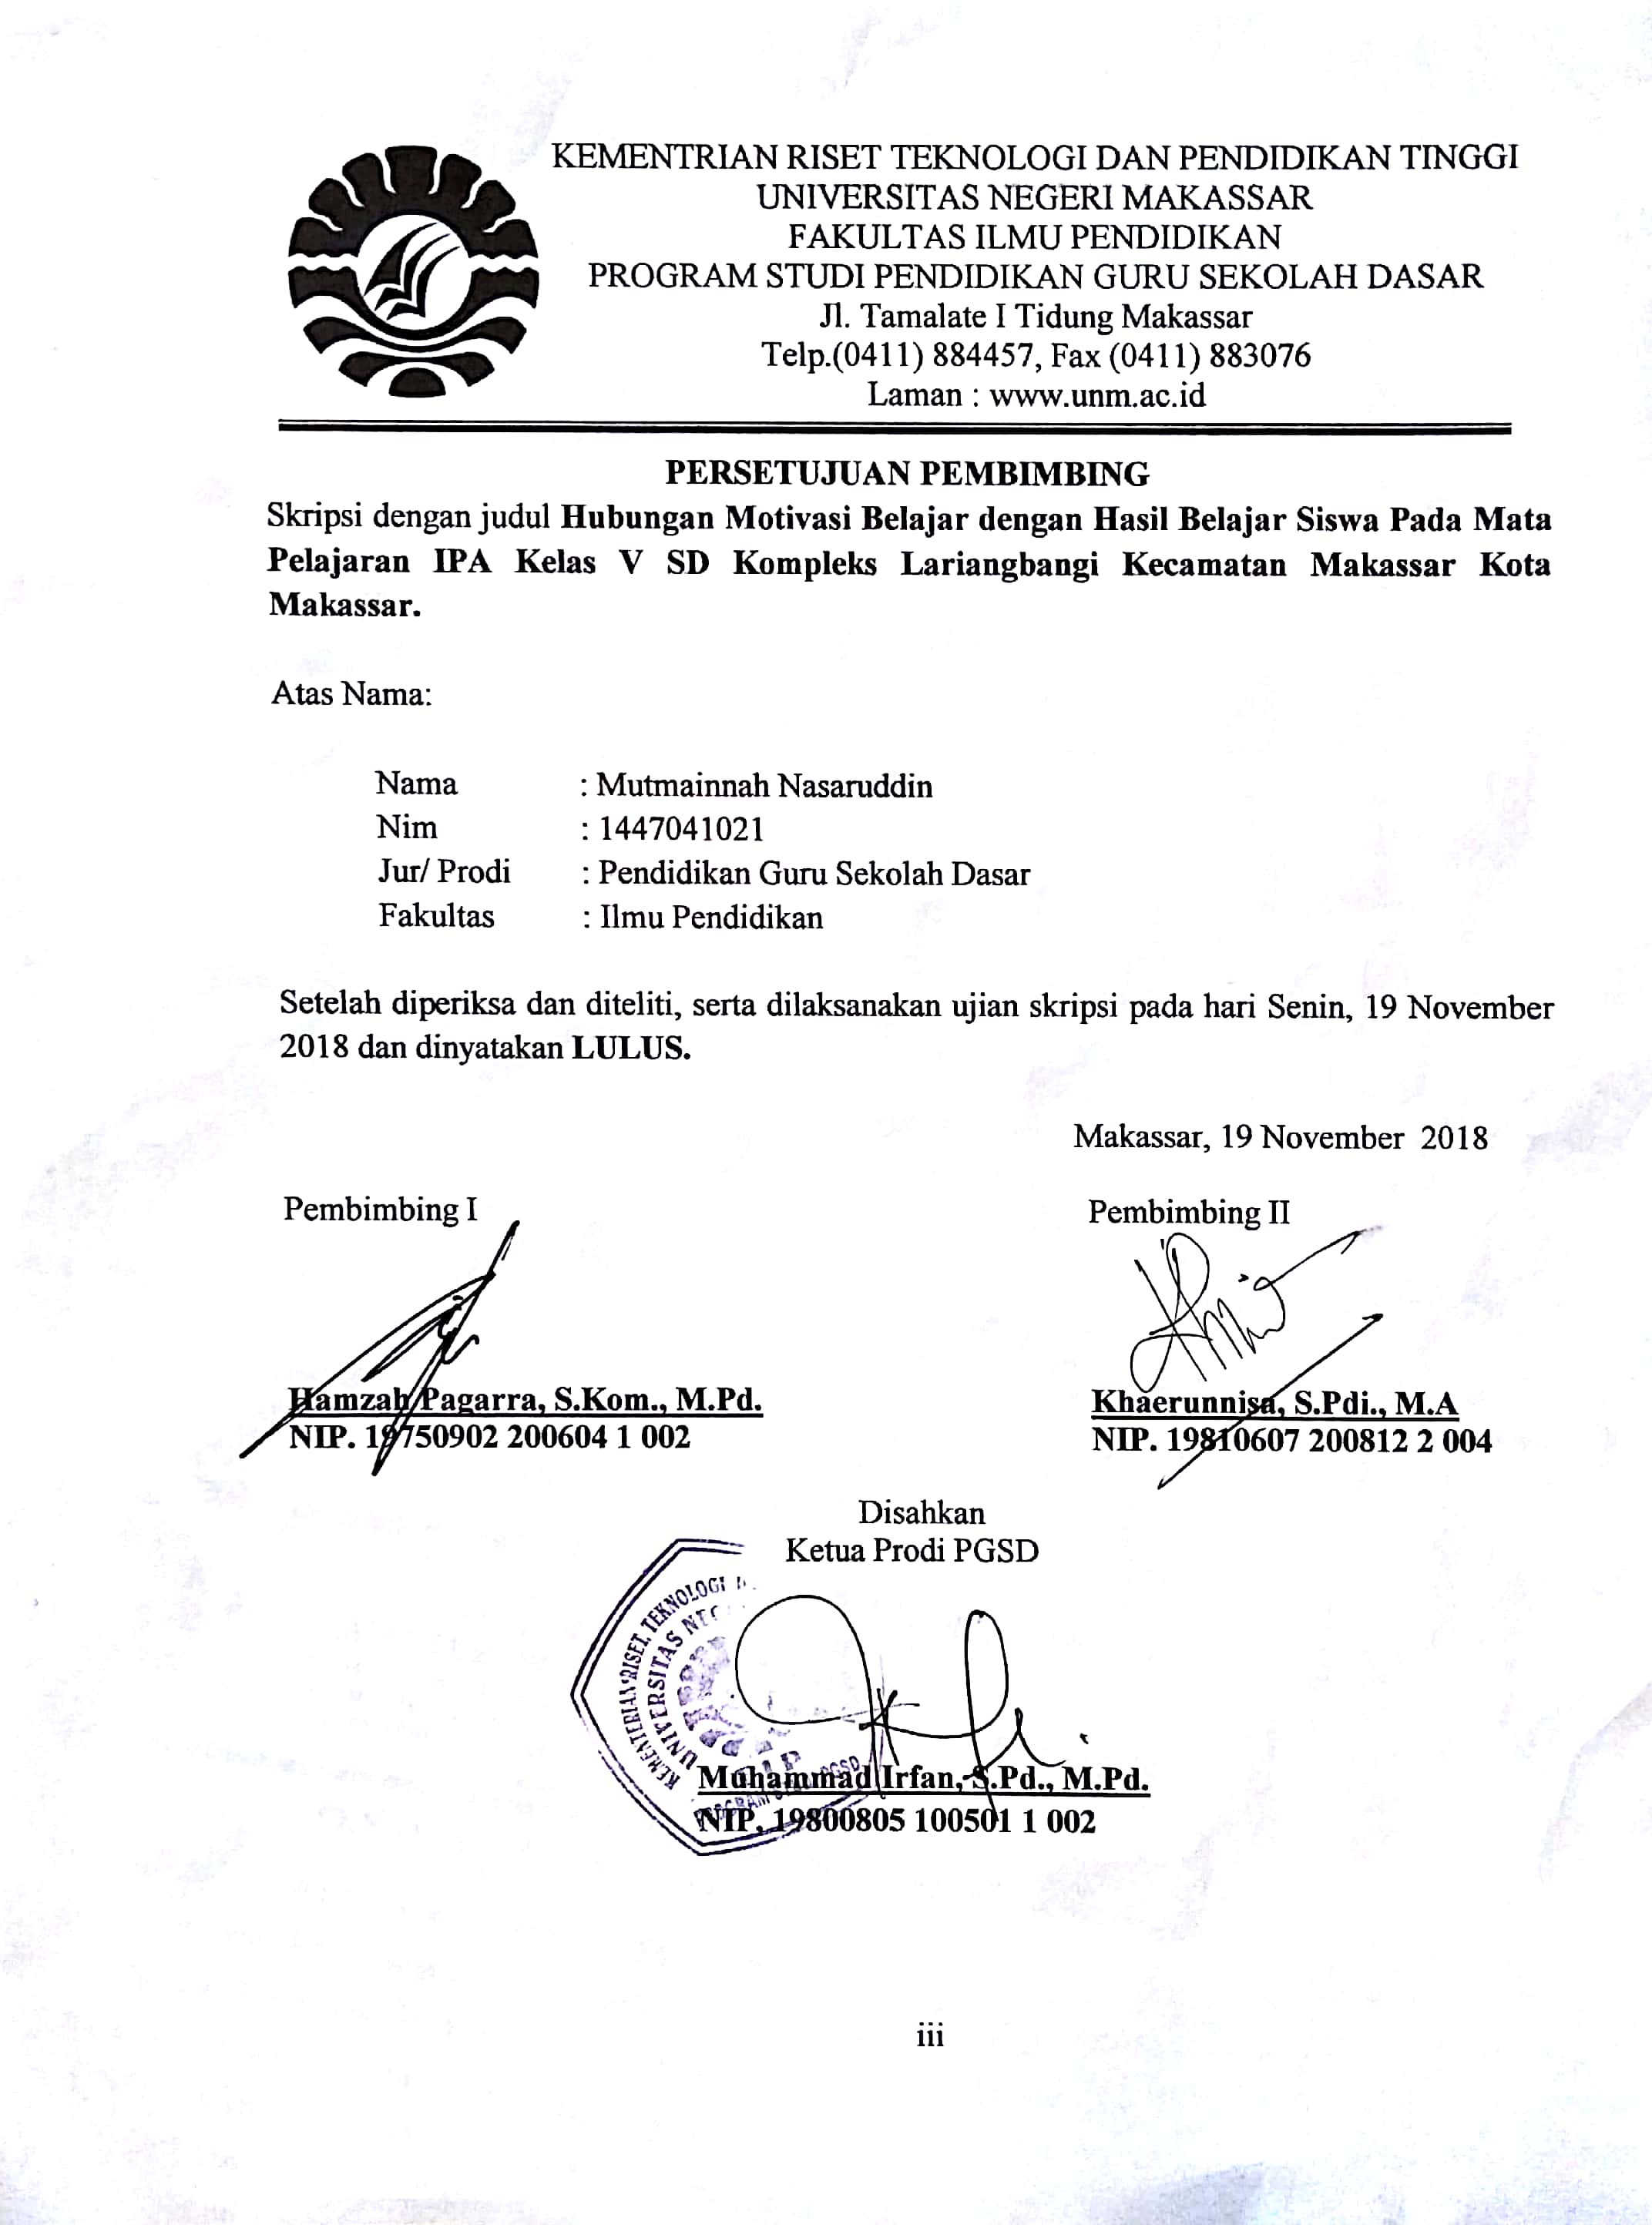 KEMENTRIAN RISET TEKNOLOGI DAN PENDIDIKAN TINGGI
UNIVERSITAS NEGERI MAKASSAR
FAKULTAS ILMU PENDIDIKAN
PROGRAM STUDI PENDIDIKAN GURU SEKOLAH DASAR
Jl. Tamalate I Tidung Makassar
Telp.(0411) 884457, Fax (0411) 883076
Laman : www.unm.ac.id
PERSETUJUAN PEMBIMBING
Skripsi dengan judul Hubungan Motivasi Belajar dengan Hasil Belajar Siswa Pada Mata
Pelajaran IPA Kelas V SD Kompleks Lariangbangi Kecamatan Makassar Kota
Makassar.
Atas Nama:
Nama : Mutmainnah Nasaruddin
Nim : 1447041021
Jur/ Prodi : Pendidikan Guru Sekolah Dasar
Fakultas : Ilmu Pendidikan
Setelah diperiksa dan diteliti, serta dilaksanakan ujian skripsi pada hari Senin, 19 November
2018 dan dinyatakan LULUS.
Makassar, 19 November 2018
Pembimbing I
Pembimbing II
Hamzah Pagarra, S.Kom., M.Pd.
NIP. 19750902 200604 1 002
Khaerunnisa, S.Pdi., M.A
NIP. 19810607 200812 2 004
Disahkan
Ketua Prodi PGSD
KEMENTERIAN RISET, TEKNOLOGI
UNIVERSITAS
PROGRAM PGSD
Muhammad Irfan, S.Pd., M.Pd.
NIP. 19800805 100501 1 002
iii